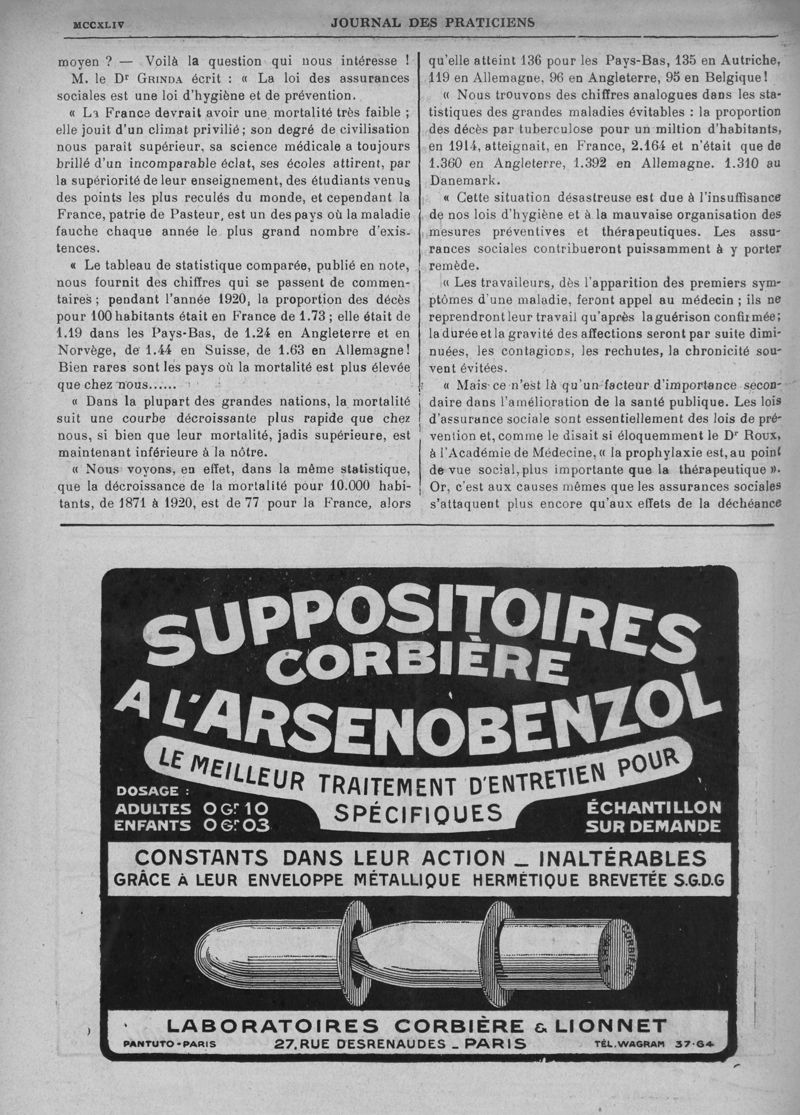 MCCXLIV
JOURNAL DES PRATICIENS
moyen ? — Voilà la question qui nous intéresse !
M. le Dr GRINDA écrit : « La loi des assurances
sociales est une loi d'hygiène et de prévention.
« La France devrait avoir une mortalité très faible ;
elle jouit d'un climat privilié ; son degré de civilisation
nous parait supérieur, sa science médicale a toujours
brillé d'un incomparable éclat, ses écoles attirent, par
la supériorité de leur enseignement, des étudiants venus
des points les plus reculés du monde, et cependant la
France, patrie de Pasteur, est un des pays où la maladie
fauche chaque année le plus grand nombre d'exis-
tences.
« Le tableau de statistique comparée, publié en note,
nous fournit des chiffres qui se passent de commen-
taires ; pendant l'année 1920, la proportion des décès
pour 100 habitants était en France de 1.73 ; elle était de
1.19 dans les Pays-Bas, de 1.24 en Angleterre et en
Norvège, de 1.44 en Suisse, de 1.63 en Allemagne!
Bien rares sont les pays où la mortalité est plus élevée
que chez nous......
« Dans la plupart des grandes nations, la mortalité
suit une courbe décroissante plus rapide que chez
nous, si bien que leur mortalité, jadis supérieure, est
maintenant inférieure à la nôtre.
« Nous voyons, en effet, dans la même statistique,
que la décroissance de la mortalité pour 10.000 habi-
tants, de 1871 à 1920, est de 77 pour la France, alors
qu'elle atteint 136 pour les Pays-Bas, 135 en Autriche,
119 en Allemagne, 96 en Angleterre, 95 en Belgique!
« Nous trouvons des chiffres analogues dans les sta-
tistiques des grandes maladies évitables : la proportion
des décès par tuberculose pour un miltion d'habitants,
en 1914, atteignait, en France, 2.164 et n'était que de
1.360 en Angleterre, 1.392 en Allemagne. 1.310 au
Danemark.
« Cette situation désastreuse est due à l'insuffisance
de nos lois d'hygiène et à la mauvaise organisation des
mesures préventives et thérapeutiques. Les assu-
rances sociales contribueront puissamment à y porter
remède.
« Les travaileurs, dès l'apparition des premiers symp-
ptômes d'une maladie, feront appel au médecin ; ils ne
reprendront leur travail qu'après la guérison confirmée;
la durée et la gravité des affections seront par suite dimi-
nuées, les contagions, les rechutes, la chronicité sou-
vent évitées.
« Mais ce n'est là qu'un facteur d'importance secon-
daire dans l'amélioration de la santé publique. Les lois
d'assurance sociale sont essentiellement des lois de pré-
vention et, comme le disait si éloquemment le Dr ROUX,
à l'Académie de Médecine, « la prophylaxie est, au point
de vue social, plus importante que la thérapeutique ».
Or, c'est aux causes mêmes que les assurances sociales
s'attaquent plus encore qu'aux effets de la déchéance
SUPPOSITOIRES
CORBIÈRE
A L'ARSENOBENZOL
LE MEILLEUR TRAITEMENT D'ENTRETIEN POUR
SPÉCIFIQUES
DOSAGE :
ADULTES 0 Gr 10
ENFANTS 0 Gr 03
ÉCHANTILLON
SUR DEMANDE
CONSTANTS DANS LEUR ACTION _ INALTÉRABLES
GRÂCE À LEUR ENVELOPPE MÉTALLIQUE HERMÉTIQUE BREVETÉE S.G.D.G
CORBIÈRE
PARIS
LABORATOIRES CORBIÈRE & LIONNET
PANTUTO-PARIS
27, RUE DESRENAUDES _ PARIS
TÉL. WAGRAM 37-64